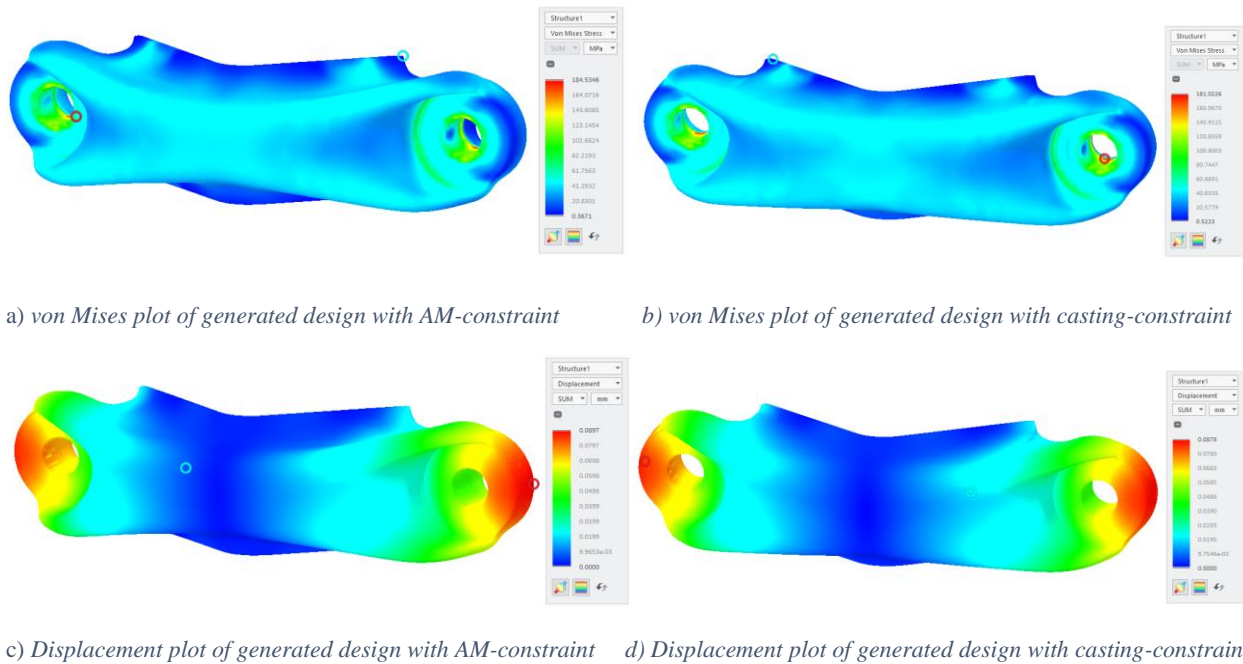 Structure1
Von Mises Stress
SUM MPa
184.5346
164.0716
143.6085
123.1454
102.6824
82.2193
61.7563
41.2932
20.8301
0.3671
Structure1
Von Mises Stress
SUM MPa
181.0226
160.9670
140.9115
120.8559
100.8003
80.7447
60.6891
40.6335
20.5779
0.5223
a) von Mises plot of generated design with AM-constraint
b) von Mises plot of generated design with casting-constraint
Structure1
Displacement
SUM mm
0.0897
0.0797
0.0698
0.0598
0.0498
0.0399
0.0299
0.0199
9.9653e-03
0.0000
Structure1
Displacement
SUM mm
0.0878
0.0780
0.0683
0.0585
0.0488
0.0390
0.0293
0.0195
9.7546e-03
0.0000
c) Displacement plot of generated design with AM-constraint
d) Displacement plot of generated design with casting-constrain